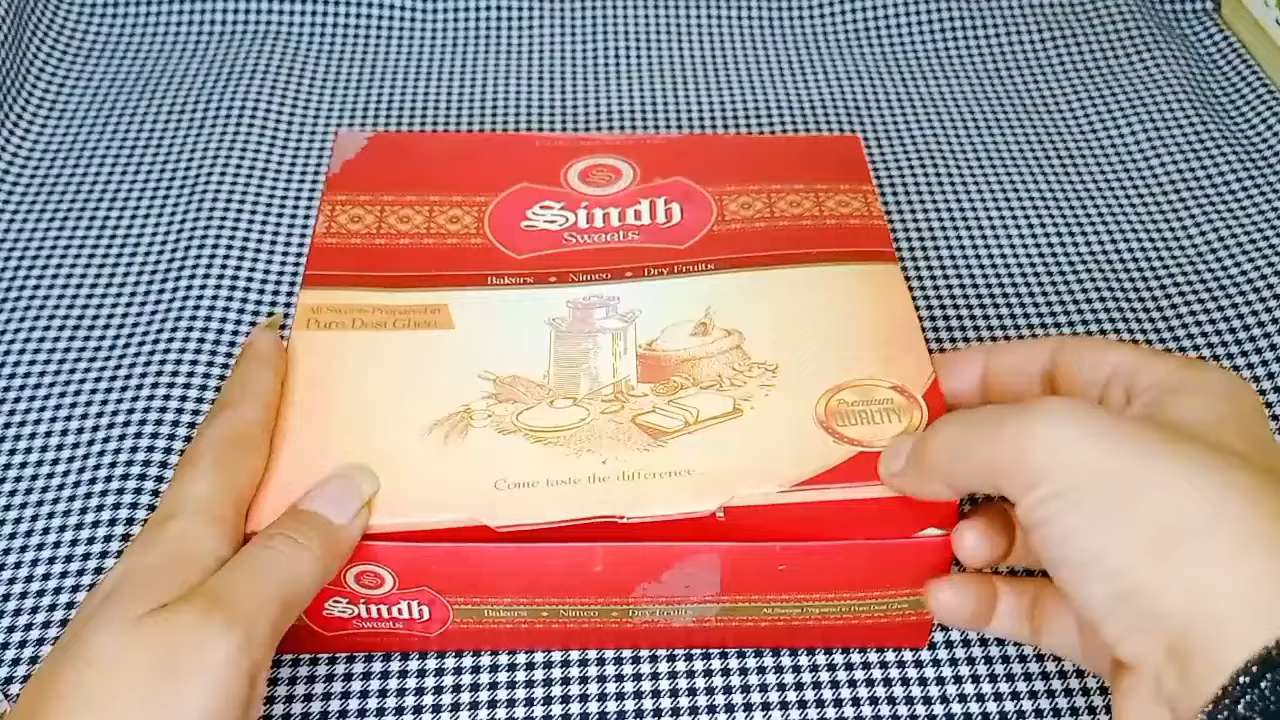 S
Sindh
Sweets
Bakers ✦ Nimco ✦ Dry Fruits
All Sweets Prepared in
Pure Desi Ghee
Premium
QUALITY
Come taste the difference...
S
Sindh
Sweets
Bakers ✦ Nimco ✦ Dry Fruits
All Sweets Prepared in Pure Desi Ghee